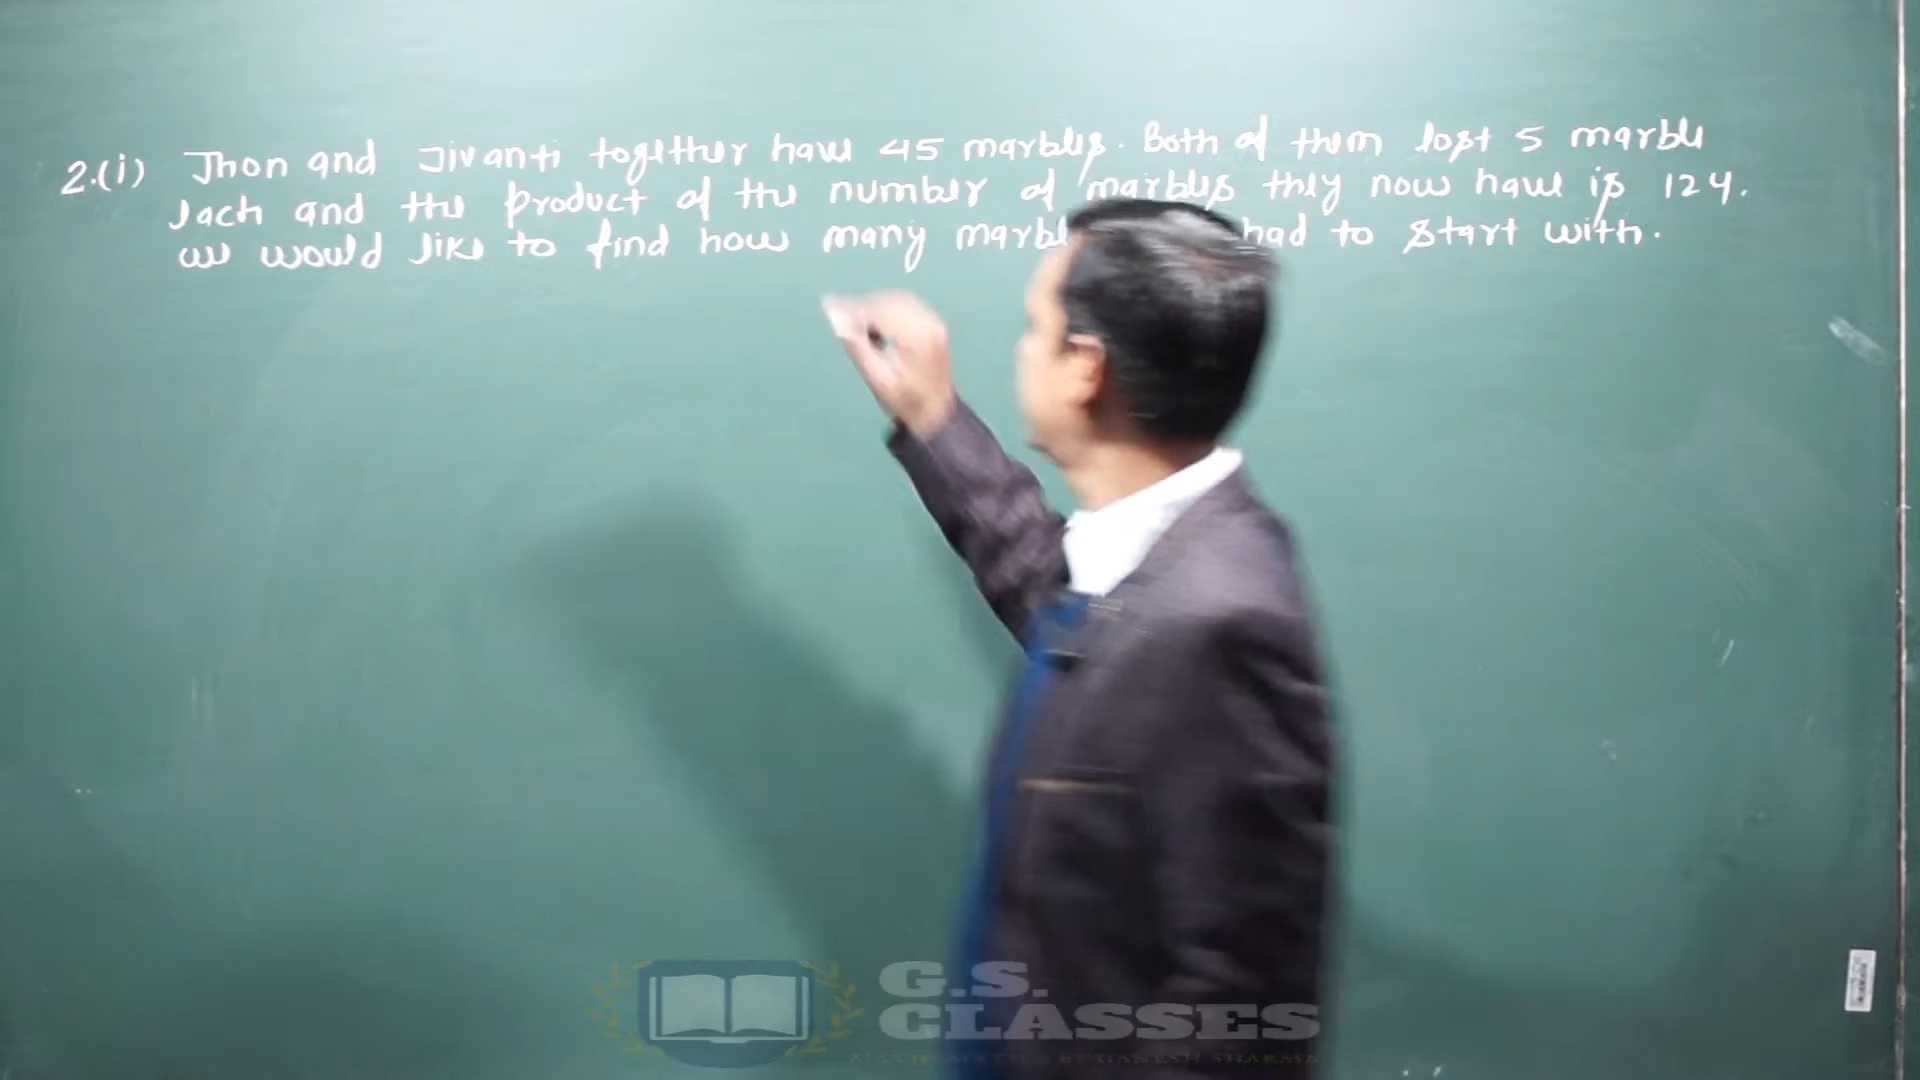 2.(i) Jhon and Jivanti together have 45 marbles. Both of them lost 5 marble
each and the product of the number of marbles they now have is 124.
we would like to find how many had to start with.
G.S.
CLASSES